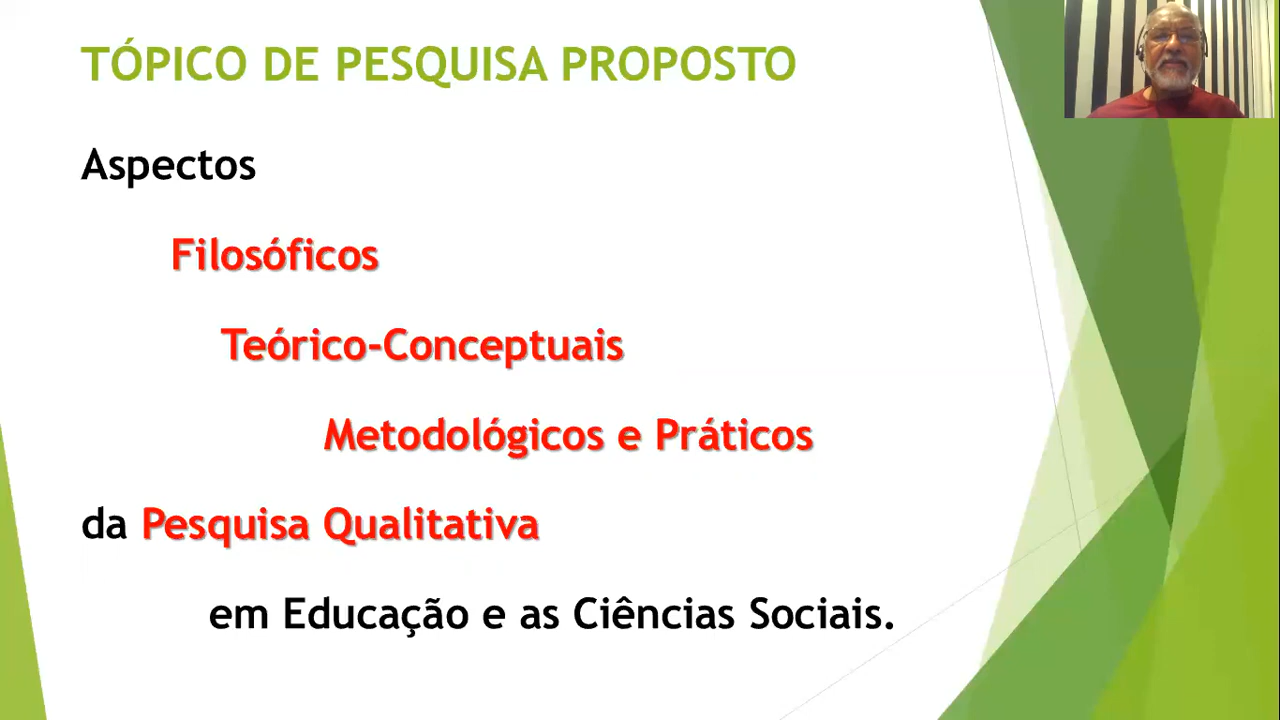 TÓPICO DE PESQUISA PROPOSTO
Aspectos
Filosóficos
Teórico-Conceptuais
Metodológicos e Práticos
da Pesquisa Qualitativa
em Educação e as Ciências Sociais.